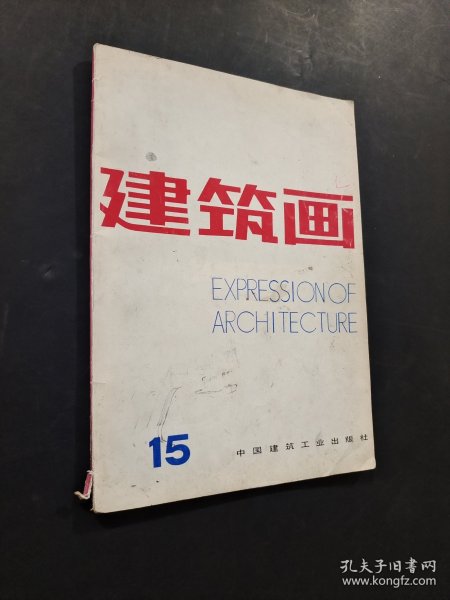 建筑画
EXPRESSION OF
ARCHITECTURE
15
中国建筑工业出版社
孔夫子旧书网
www.kongfz.com